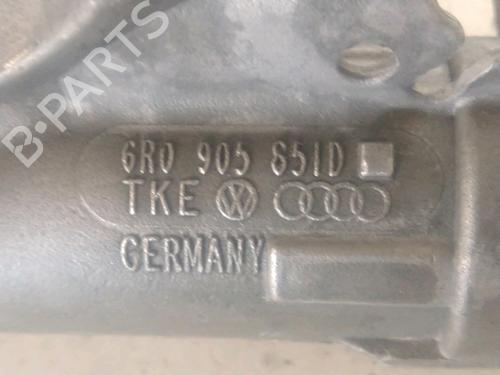 B-PARTS
6R0 905 851D
TKE
GERMANY